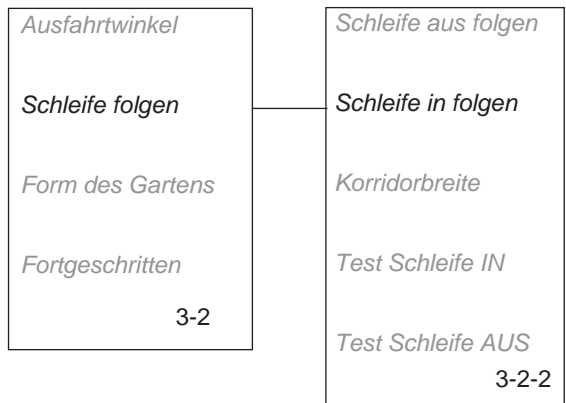 Ausfahrtwinkel
Schleife folgen
Form des Gartens
Fortgeschritten
3-2
Schleife aus folgen
Schleife in folgen
Korridorbreite
Test Schleife IN
Test Schleife AUS
3-2-2